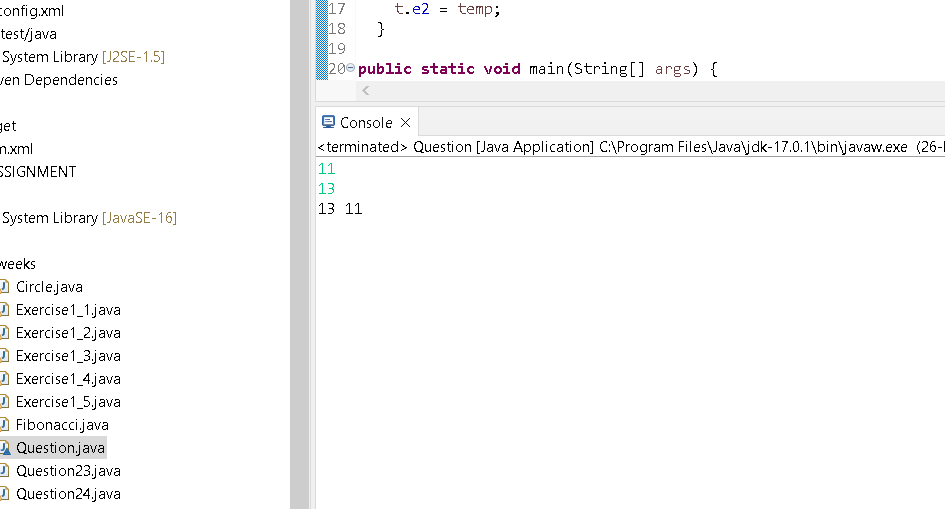 config.xml
test/java
System Library [J2SE-1.5]
ven Dependencies
get
m.xml
SSIGNMENT
System Library [JavaSE-16]
weeks
Circle.java
Exercise1_1.java
Exercise1_2.java
Exercise1_3.java
Exercise1_4.java
Exercise1_5.java
Fibonacci.java
Question.java
Question23.java
Question24.java
17 t.e2 = temp;
18 }
19
20 public static void main(String[] args) {
Console
<terminated> Question [Java Application] C:\Program Files\Java\jdk-17.0.1\bin\javaw.exe (26-
11
13
13 11